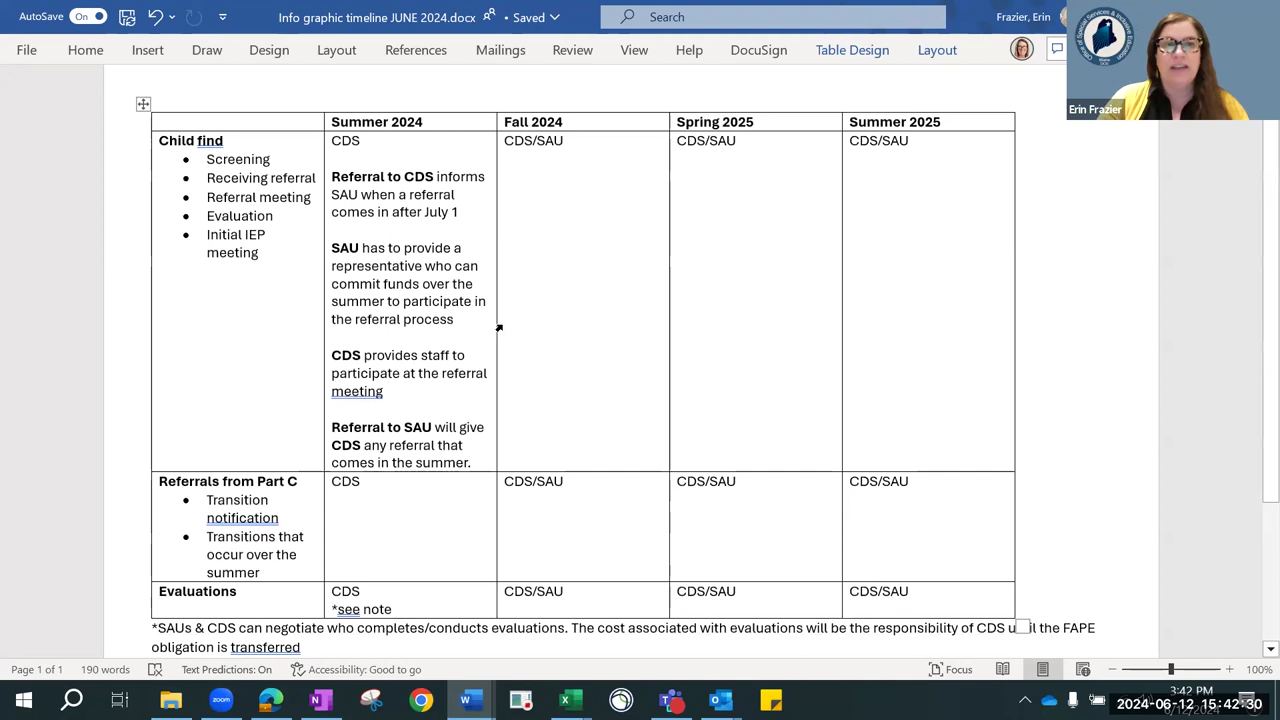 AutoSave On
Info graphic timeline JUNE 2024.docx
• Saved
Search
Frazier, Erin
File Home Insert Draw Design Layout References Mailings Review View Help DocuSign Table Design Layout
Erin Frazier
Summer 2024 Fall 2024 Spring 2025 Summer 2025
Child find
• Screening
• Receiving referral
• Referral meeting
• Evaluation
• Initial IEP
meeting
CDS
Referral to CDS informs
SAU when a referral
comes in after July 1
SAU has to provide a
representative who can
commit funds over the
summer to participate in
the referral process
CDS provides staff to
participate at the referral
meeting
Referral to SAU will give
CDS any referral that
comes in the summer.
CDS/SAU
CDS/SAU
CDS/SAU
Referrals from Part C
• Transition
notification
• Transitions that
occur over the
summer
CDS
CDS/SAU
CDS/SAU
CDS/SAU
Evaluations
CDS
*see note
CDS/SAU
CDS/SAU
CDS/SAU
*SAUs & CDS can negotiate who completes/conducts evaluations. The cost associated with evaluations will be the responsibility of CDS the FAPE
obligation is transferred
Page 1 of 1 190 words Text Predictions: On Accessibility: Good to go Focus 100%
zoom
3:42 PM
2024-06-12 15:42:30